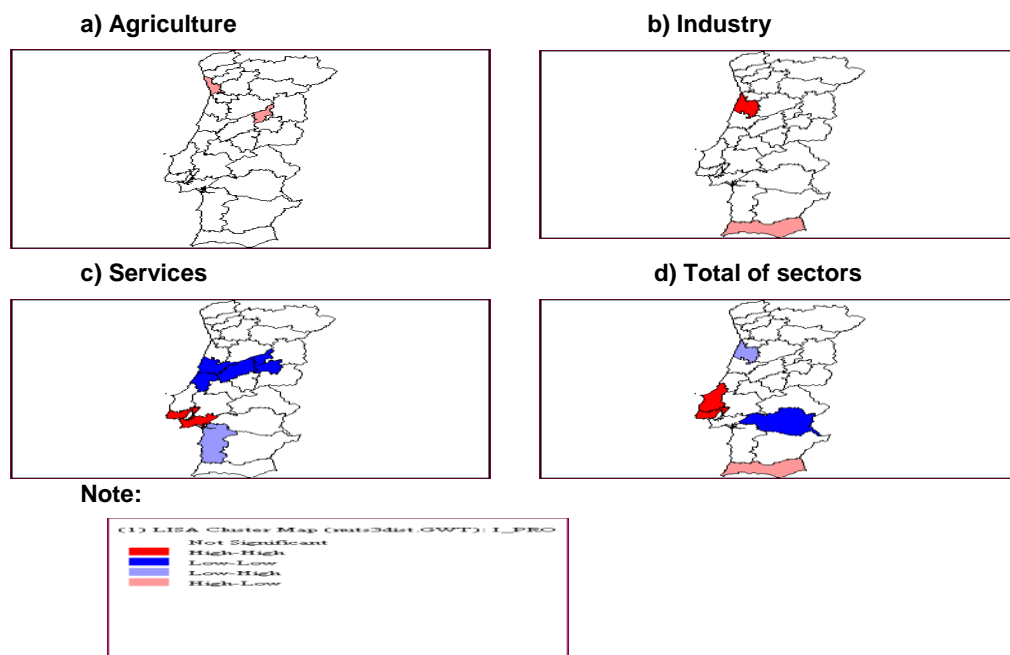 a) Agriculture
b) Industry
c) Services
d) Total of sectors
Note:
(1) LISA Cluster Map (nuts3dist.GWT): I_PRO
Not Significant
High-High
Low-Low
Low-High
High-Low